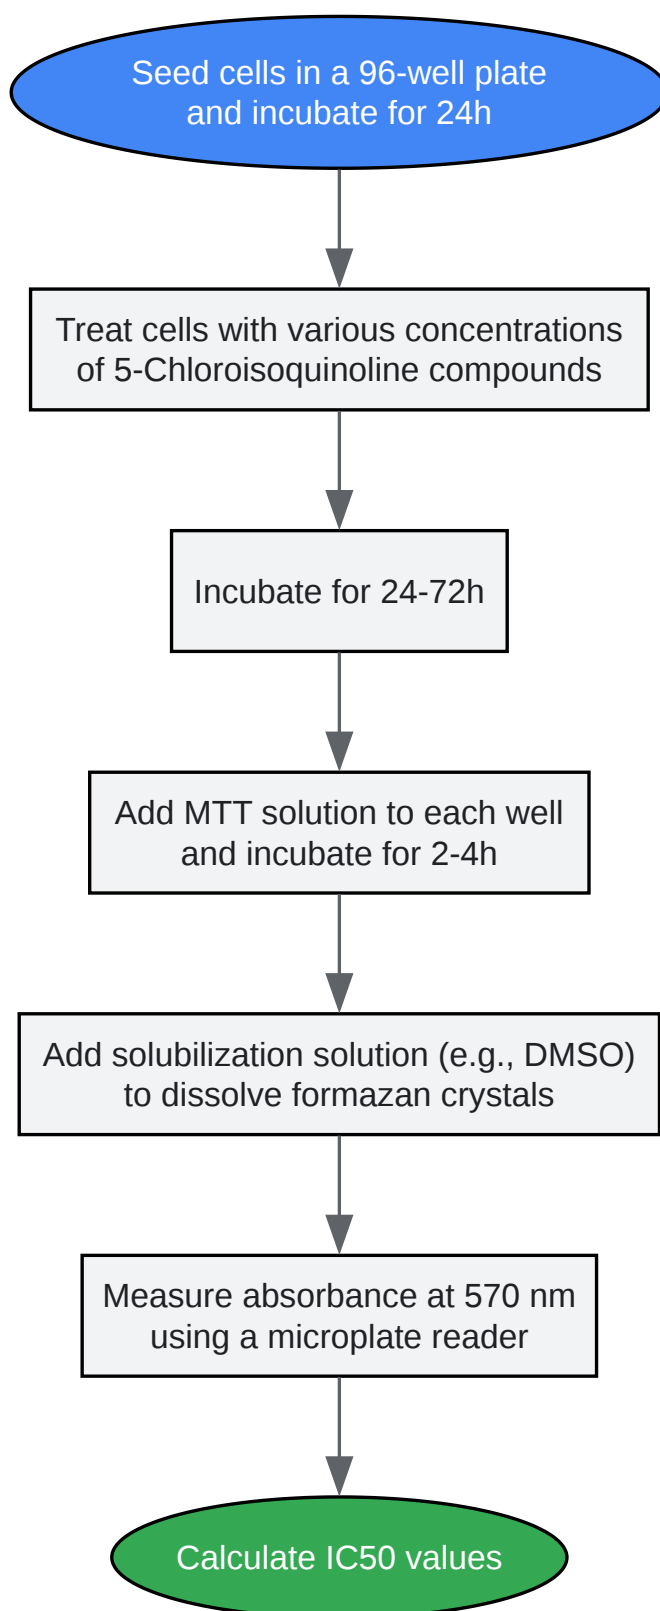 Seed cells in a 96-well plate
and incubate for 24h
Treat cells with various concentrations
of 5-Chloroisoquinoline compounds
Incubate for 24-72h
Add MTT solution to each well
and incubate for 2-4h
Add solubilization solution (e.g., DMSO)
to dissolve formazan crystals
Measure absorbance at 570 nm
using a microplate reader
Calculate IC50 values